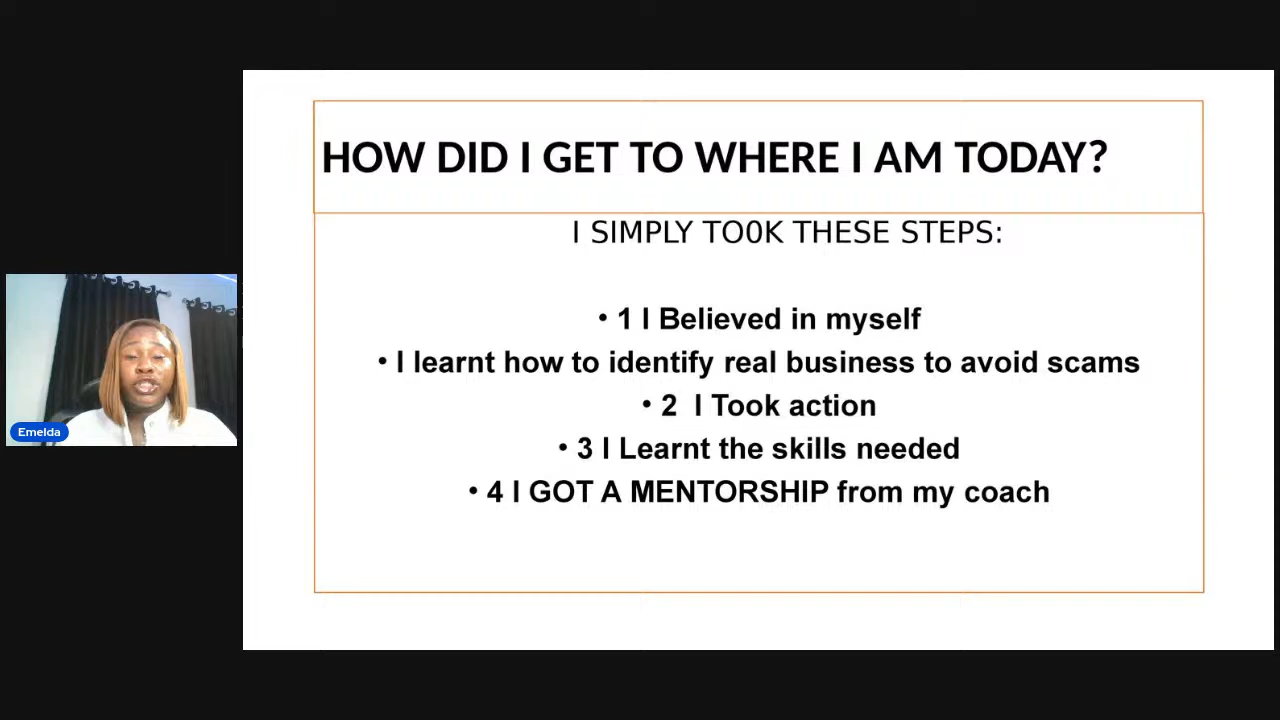 HOW DID I GET TO WHERE I AM TODAY?
I SIMPLY TO0K THESE STEPS:
• 1 I Believed in myself
• I learnt how to identify real business to avoid scams
• 2  I Took action
• 3 I Learnt the skills needed
• 4 I GOT A MENTORSHIP from my coach
Emelda